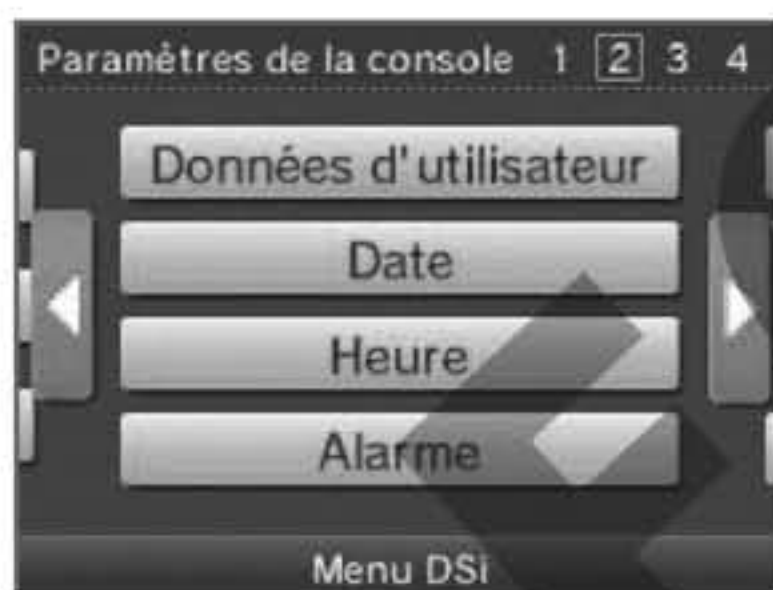 Paramètres de la console 1 2 3 4
Données d'utilisateur
Date
Heure
Alarme
Menu DSi